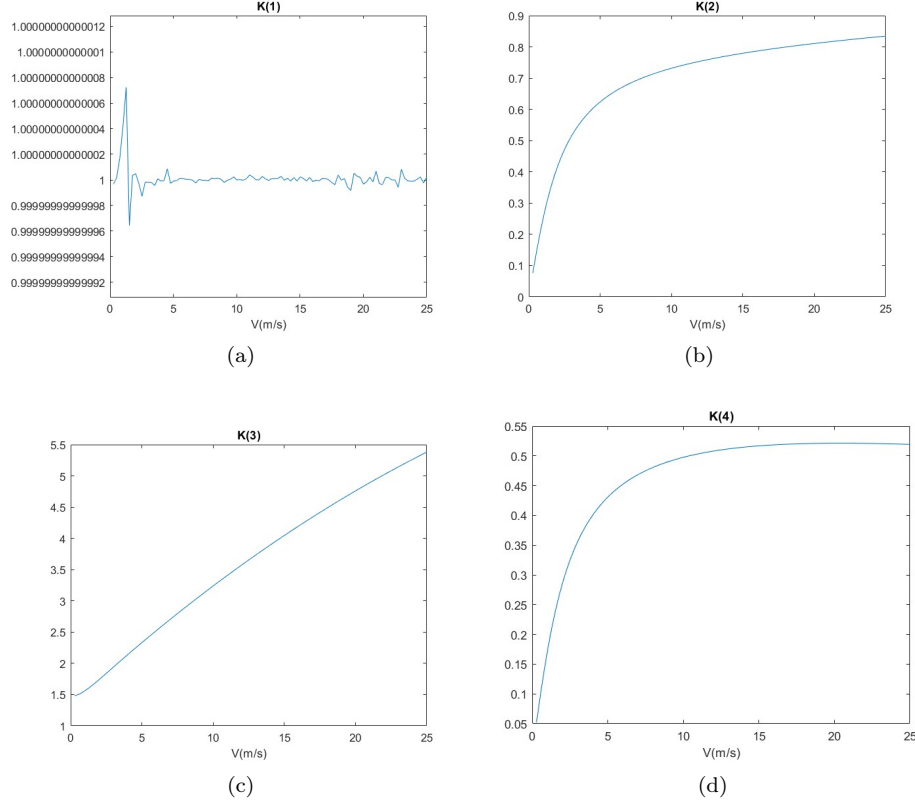 K(1)
1.00000000000012
1.0000000000001
1.00000000000008
1.00000000000006
1.00000000000004
1.00000000000002
1
0.99999999999998
0.99999999999996
0.99999999999994
0.99999999999992
0 5 10 15 20 25
V(m/s)
(a)
K(2)
0.9
0.8
0.7
0.6
0.5
0.4
0.3
0.2
0.1
0
0 5 10 15 20 25
V(m/s)
(b)
K(3)
5.5
5
4.5
4
3.5
3
2.5
2
1.5
1
0 5 10 15 20 25
V(m/s)
(c)
K(4)
0.55
0.5
0.45
0.4
0.35
0.3
0.25
0.2
0.15
0.1
0.05
0 5 10 15 20 25
V(m/s)
(d)